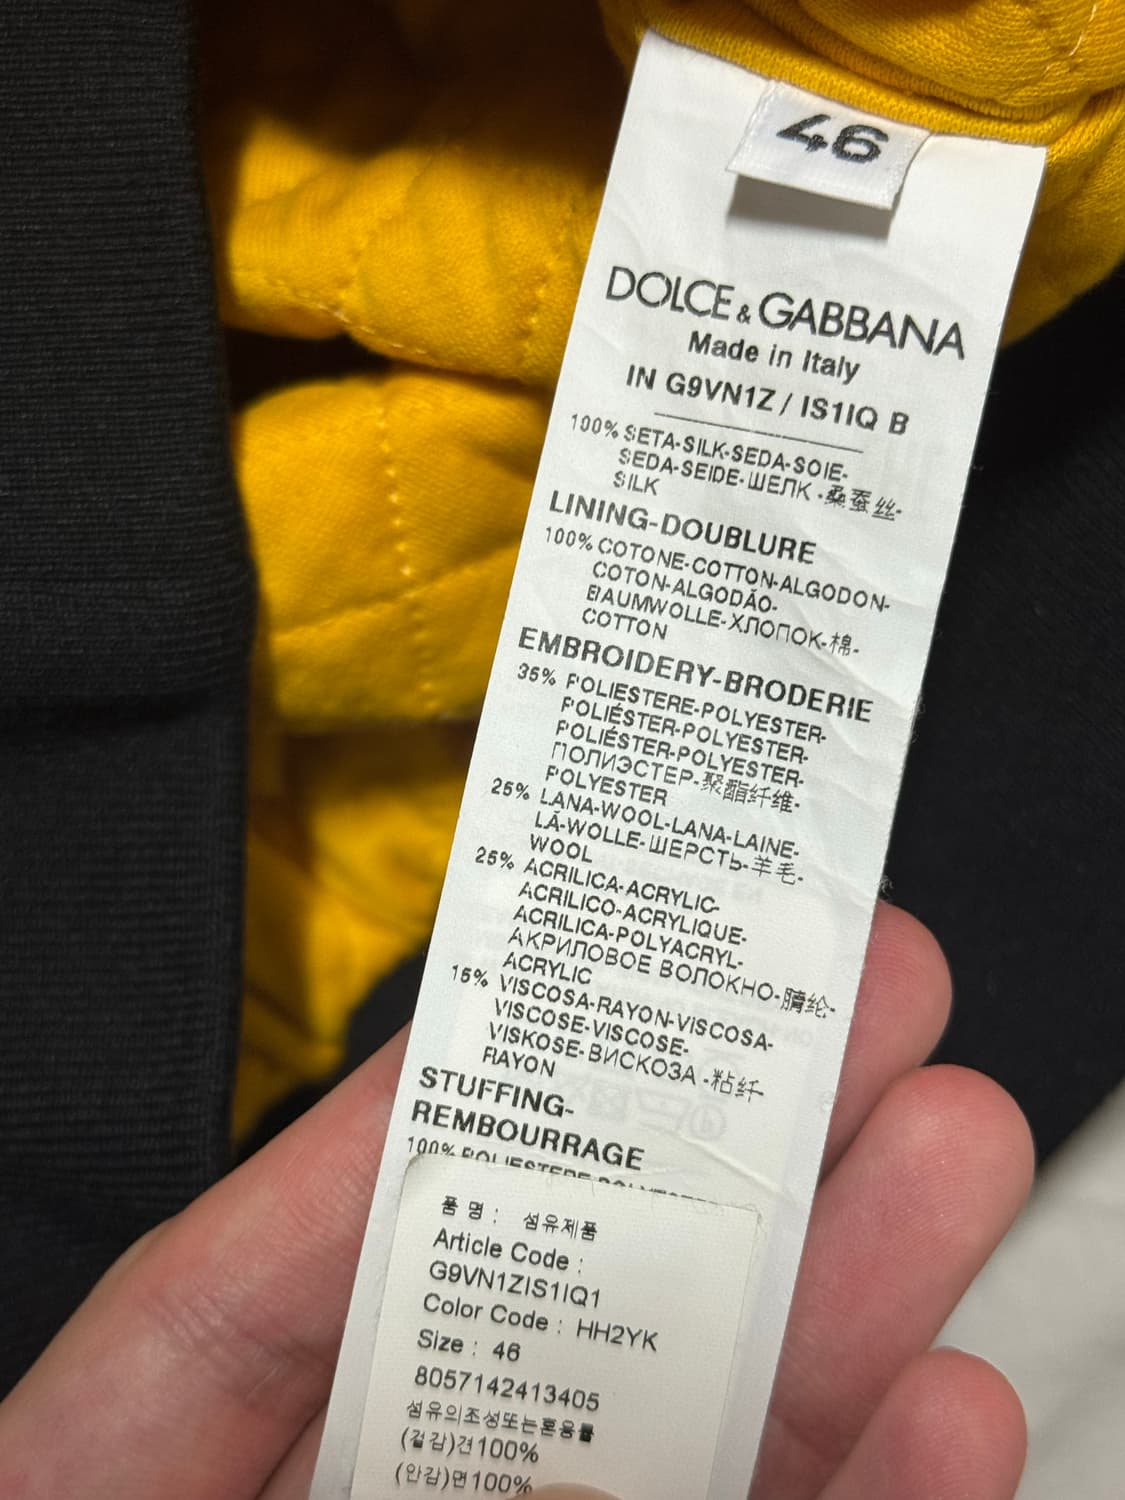 46
DOLCE & GABBANA
Made in Italy
IN G9VN1Z / IS1IQ B
100% SETA-SILK-SEDA-SOIE-
SEDA-SEIDE-ШЕЛК-桑蚕丝-
SILK
LINING-DOUBLURE
100% COTONE-COTTON-ALGODON-
COTON-ALGODÃO-
BAUMWOLLE-ХЛОПОК-棉-
COTTON
EMBROIDERY-BRODERIE
35% POLIESTERE-POLYESTER-
POLIÉSTER-POLYESTER-
POLIÉSTER-POLYESTER-
ПОЛИЭСТЕР-聚酯纤维-
POLYESTER
25% LANA-WOOL-LANA-LAINE-
LÃ-WOLLE-ШЕРСТЬ-羊毛-
WOOL
25% ACRILICA-ACRYLIC-
ACRILICO-ACRYLIQUE-
ACRILICA-POLYACRYL-
АКРИЛОВОЕ ВОЛОКНО-腈纶-
ACRYLIC
15% VISCOSA-RAYON-VISCOSA-
VISCOSE-VISCOSE-
VISKOSE-ВИСКОЗА-粘纤-
RAYON
STUFFING-
REMBOURRAGE
100% POLIESTERE-POLYESTER-
품 명 : 섬유제품
Article Code :
G9VN1ZIS1IQ1
Color Code : HH2YK
Size : 46
8057142413405
섬유의조성또는혼용률
(겉감)견100%
(안감)면100%